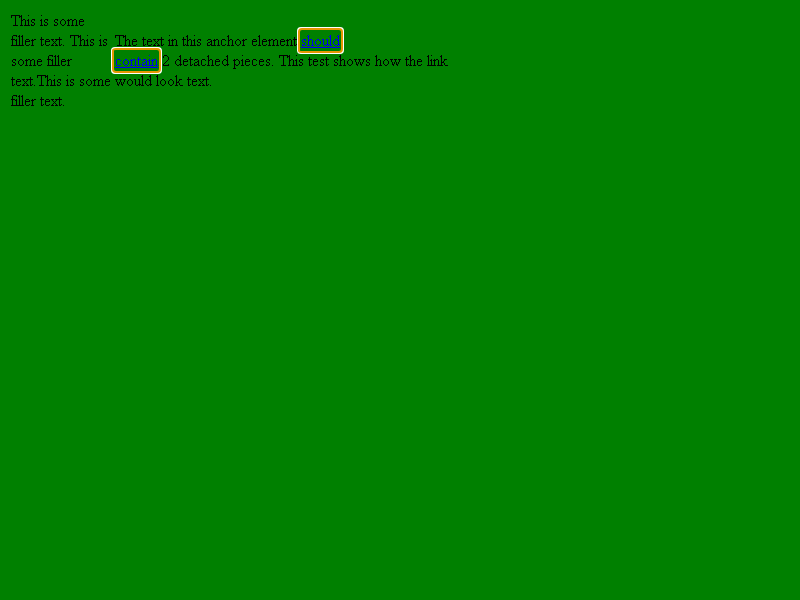 This is some
filler text. This is
some filler
text.This is some
filler text.
The text in this anchor element should
contain 2 detached pieces. This test shows how the link
would look text.